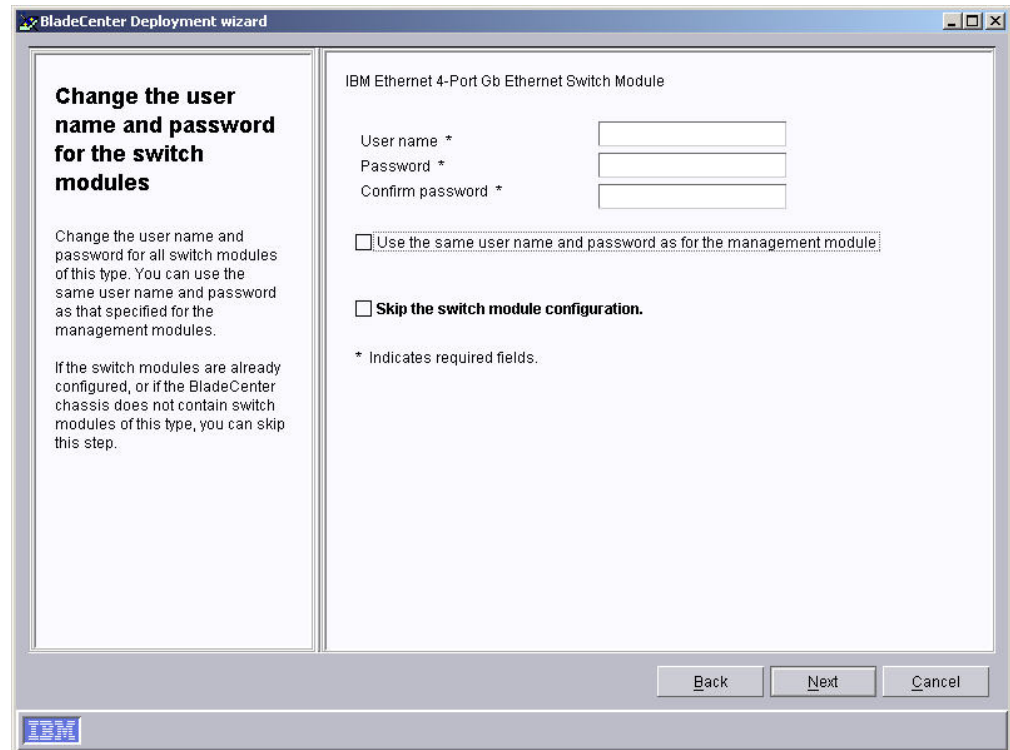 BladeCenter Deployment wizard
Change the user
name and password
for the switch
modules
Change the user name and
password for all switch modules
of this type. You can use the
same user name and password
as that specified for the
management modules.
If the switch modules are already
configured, or if the BladeCenter
chassis does not contain switch
modules of this type, you can skip
this step.
IBM Ethernet 4-Port Gb Ethernet Switch Module
User name *
Password *
Confirm password *
Use the same user name and password as for the management module
Skip the switch module configuration.
* Indicates required fields.
Back
Next
Cancel
IBM